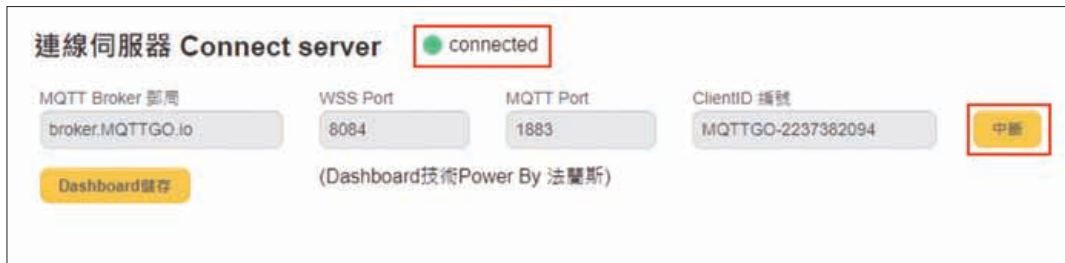 連線伺服器 Connect server connected
MQTT Broker 郵局 WSS Port MQTT Port ClientID 編號
broker.MQTTGO.io 8084 1883 MQTTGO-2237382094 中斷
Dashboard儲存 (Dashboard技術Power By 法蘭斯)